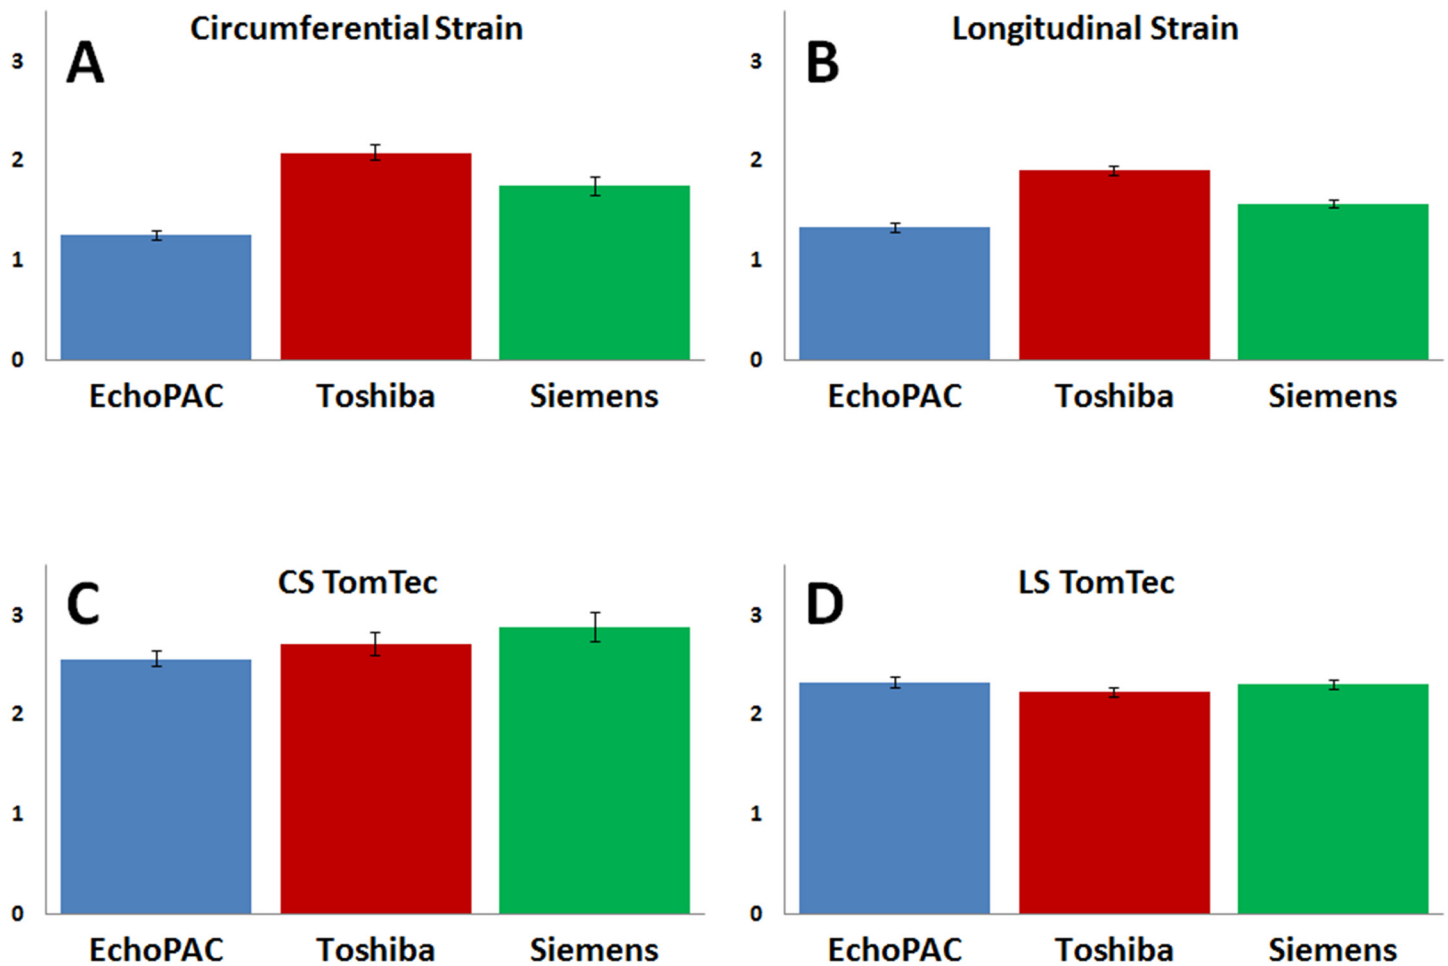 Circumferential Strain
A
3
2
1
0
EchoPAC Toshiba Siemens
Longitudinal Strain
B
3
2
1
0
EchoPAC Toshiba Siemens
CS TomTec
C
3
2
1
0
EchoPAC Toshiba Siemens
LS TomTec
D
3
2
1
0
EchoPAC Toshiba Siemens